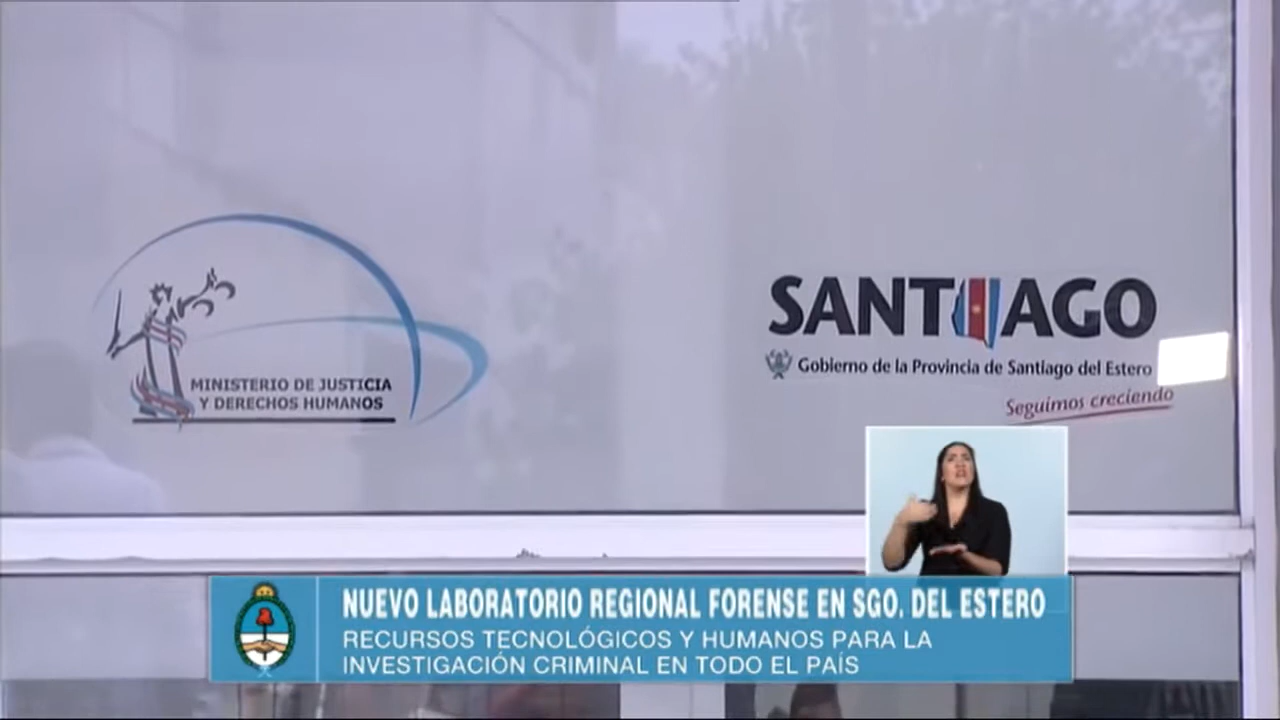 MINISTERIO DE JUSTICIA
Y DERECHOS HUMANOS
SANTIAGO
Gobierno de la Provincia de Santiago del Estero
Seguimos creciendo
NUEVO LABORATORIO REGIONAL FORENSE EN SGO. DEL ESTERO
RECURSOS TECNOLÓGICOS Y HUMANOS PARA LA
INVESTIGACIÓN CRIMINAL EN TODO EL PAÍS